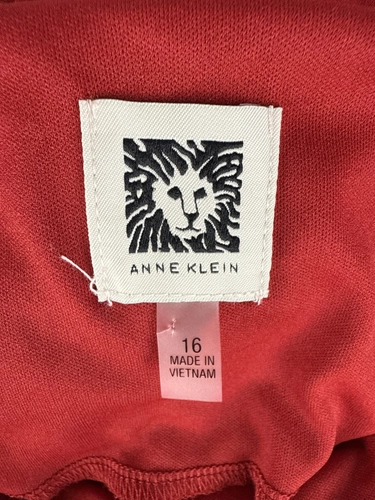 ANNE KLEIN
16
MADE IN
VIETNAM